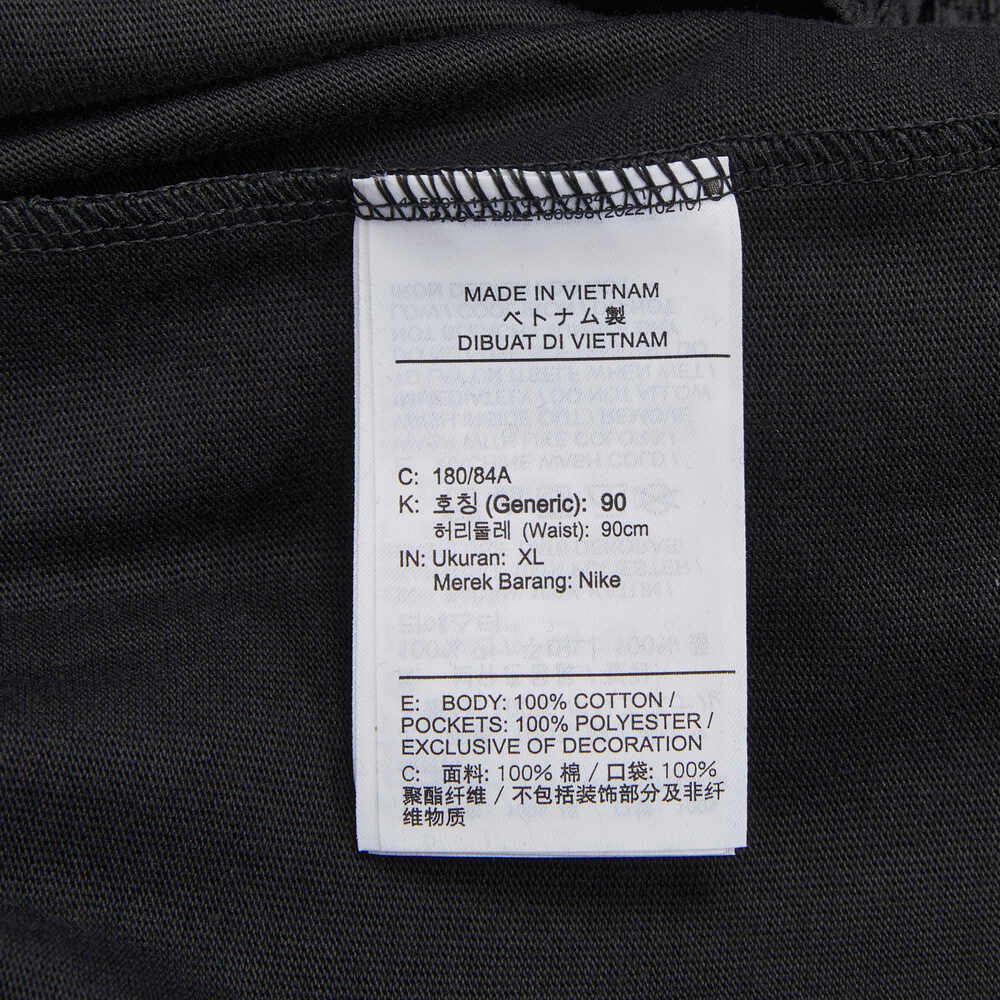 MADE IN VIETNAM
ベトナム製
DIBUAT DI VIETNAM
C: 180/84A
K: 호칭 (Generic): 90
허리둘레 (Waist): 90cm
IN: Ukuran: XL
Merek Barang: Nike
E: BODY: 100% COTTON /
POCKETS: 100% POLYESTER /
EXCLUSIVE OF DECORATION
C: 面料: 100% 棉 / 口袋: 100%
聚酯纤维 / 不包括装饰部分及非纤
维物质